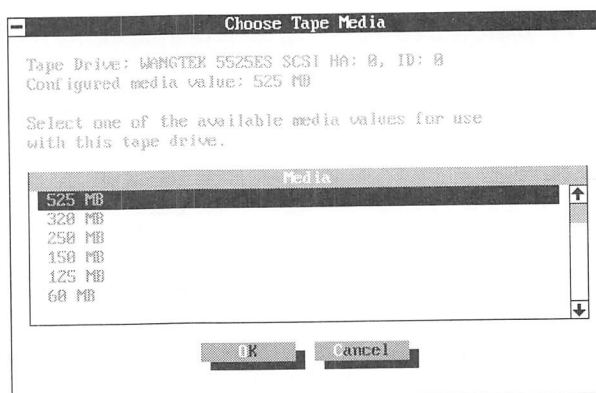 Choose Tape Media
Tape Drive: WANGTEK 5525ES SCSI HA: 0, ID: 0
Configured media value: 525 MB
Select one of the available media values for use
with this tape drive.
Media
525 MB
320 MB
250 MB
150 MB
125 MB
60 MB
OK Cancel